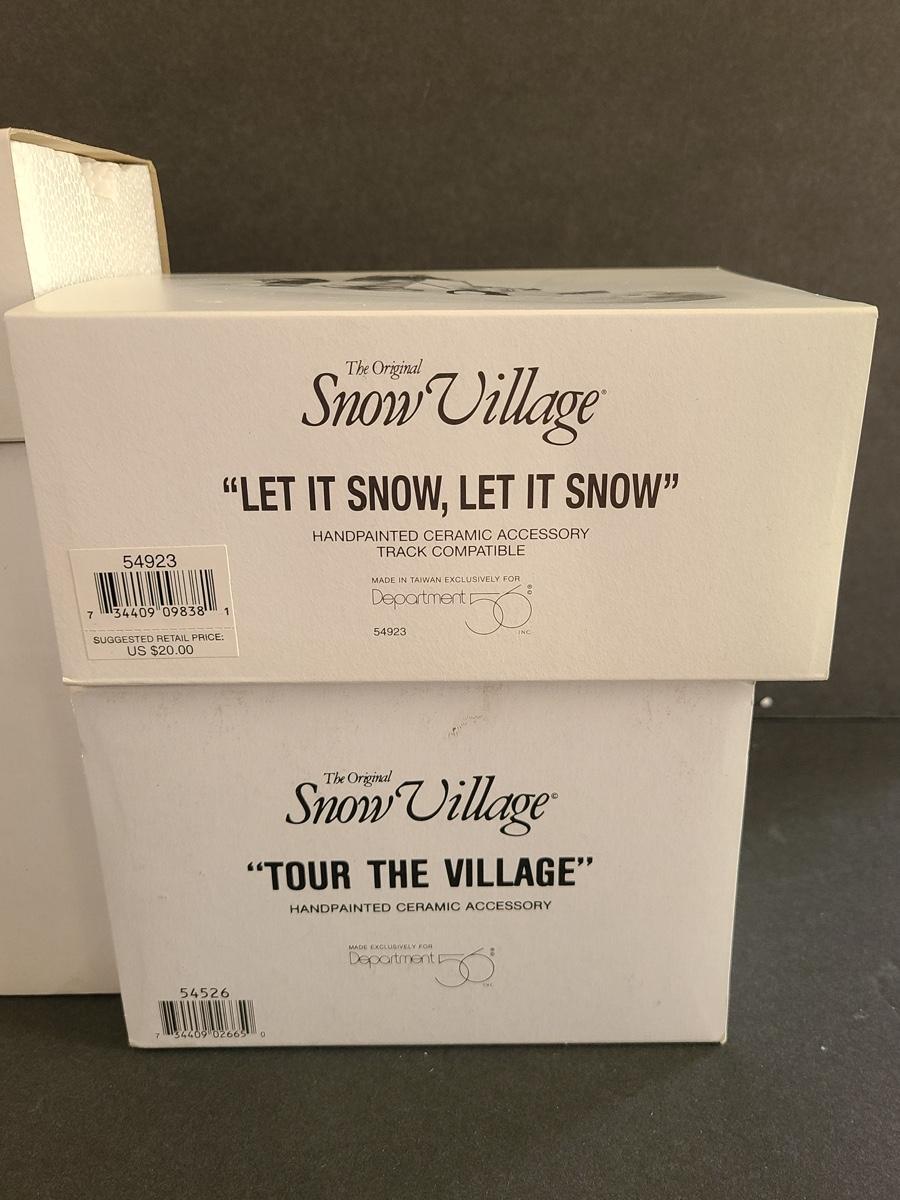 The Original
Snow Village®
“LET IT SNOW, LET IT SNOW”
HANDPAINTED CERAMIC ACCESSORY
TRACK COMPATIBLE
MADE IN TAIWAN EXCLUSIVELY FOR
Department 56 ®
INC.
54923
54923
7 34409 09838 1
SUGGESTED RETAIL PRICE:
US $20.00
The Original
Snow Village©
“TOUR THE VILLAGE”
HANDPAINTED CERAMIC ACCESSORY
MADE EXCLUSIVELY FOR
Department 56 ®
INC.
54526
7 34409 02665 0